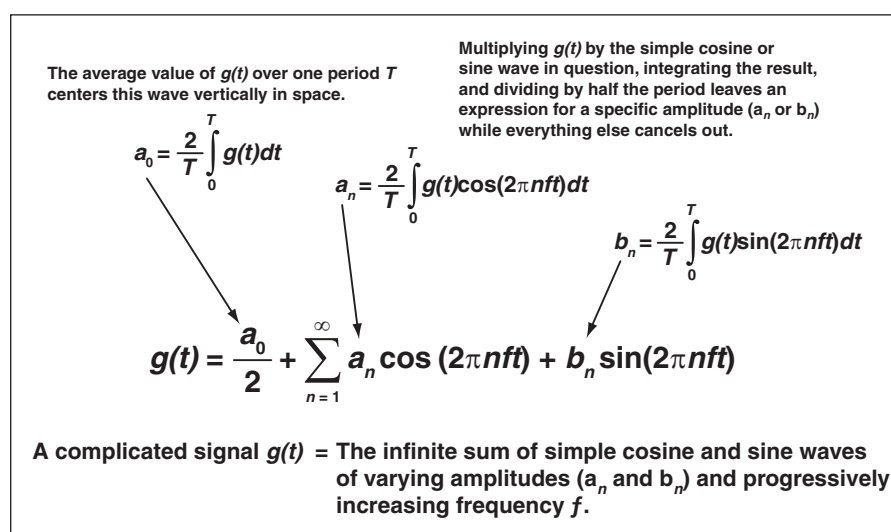 The average value of g(t) over one period T
centers this wave vertically in space.
a₀ = 2/T ∫₀ᵀ g(t)dt
Multiplying g(t) by the simple cosine or
sine wave in question, integrating the result,
and dividing by half the period leaves an
expression for a specific amplitude (aₙ or bₙ)
while everything else cancels out.
aₙ = 2/T ∫₀ᵀ g(t)cos(2πnft)dt
bₙ = 2/T ∫₀ᵀ g(t)sin(2πnft)dt
g(t) = a₀/2 + ∑ₙ₌₁^∞ aₙ cos (2πnft) + bₙ sin(2πnft)
A complicated signal g(t) = The infinite sum of simple cosine and sine waves
of varying amplitudes (aₙ and bₙ) and progressively
increasing frequency f.